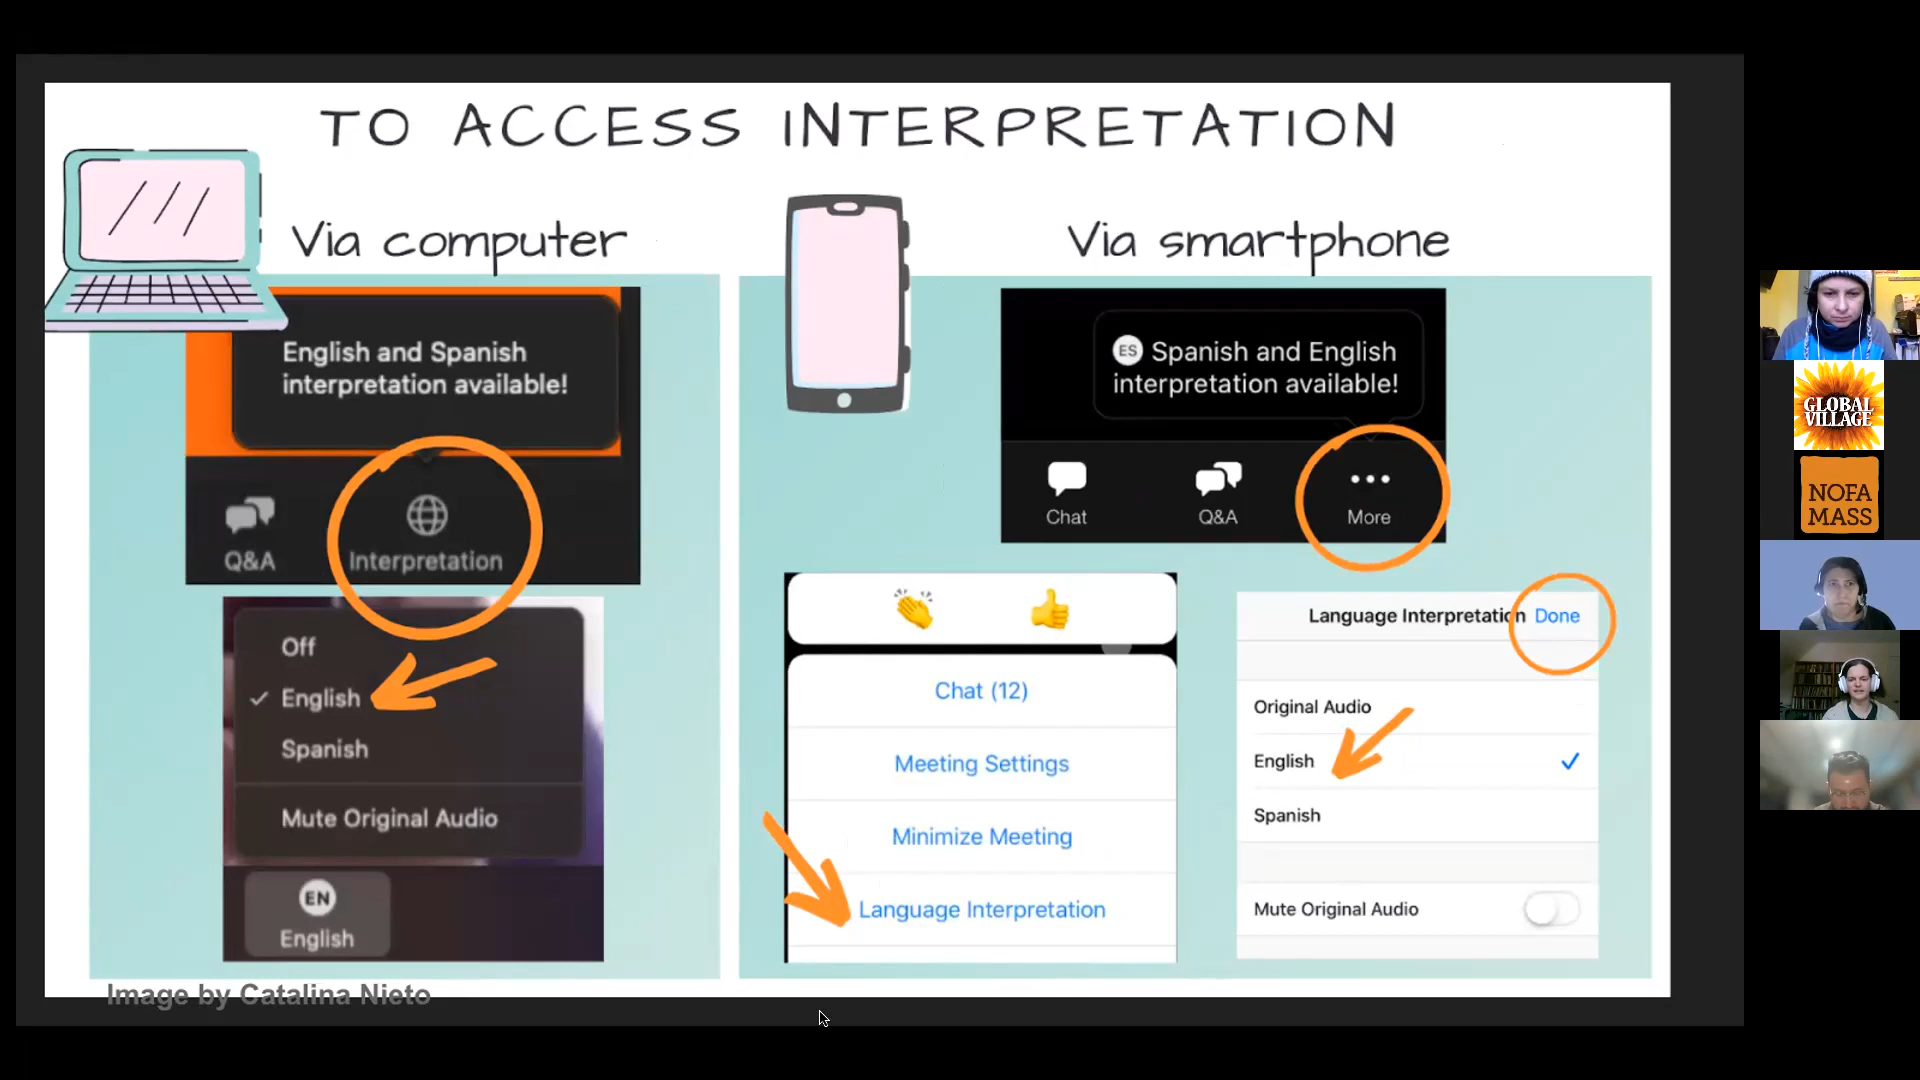 TO ACCESS INTERPRETATION
Via computer
English and Spanish
interpretation available!
Q&A
Interpretation
Off
✓ English
Spanish
Mute Original Audio
EN
English
Via smartphone
ES Spanish and English
interpretation available!
Chat
Q&A
More
Chat (12)
Meeting Settings
Minimize Meeting
Language Interpretation
Language Interpretation Done
Original Audio
English ✓
Spanish
Mute Original Audio
Image by Catalina Nieto
GLOBAL
VILLAGE
NOFA
MASS